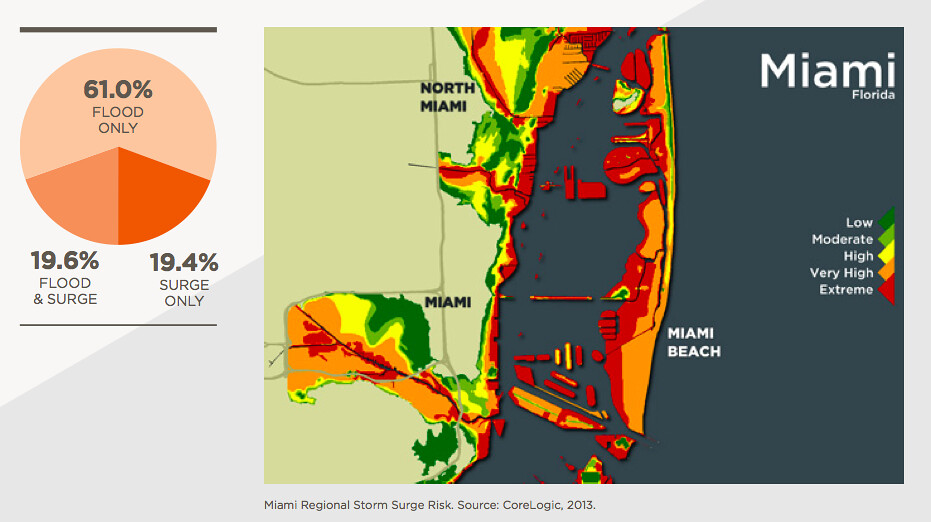 61.0%
FLOOD
ONLY
19.6%
FLOOD
& SURGE
19.4%
SURGE
ONLY
NORTH
MIAMI
MIAMI
MIAMI
BEACH
Miami
Florida
Low
Moderate
High
Very High
Extreme
Miami Regional Storm Surge Risk. Source: CoreLogic, 2013.